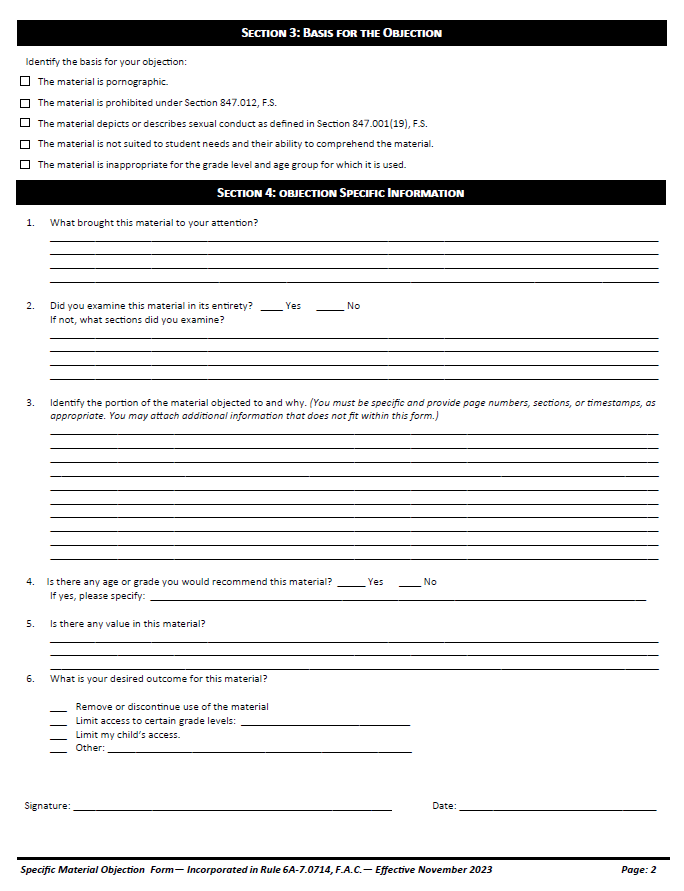 SECTION 3: BASIS FOR THE OBJECTION
Identify the basis for your objection:
☐ The material is pornographic.
☐ The material is prohibited under Section 847.012, F.S.
☐ The material depicts or describes sexual conduct as defined in Section 847.001(19), F.S.
☐ The material is not suited to student needs and their ability to comprehend the material.
☐ The material is inappropriate for the grade level and age group for which it is used.
SECTION 4: OBJECTION SPECIFIC INFORMATION
1. What brought this material to your attention?
2. Did you examine this material in its entirety? ____ Yes _____ No
If not, what sections did you examine?
3. Identify the portion of the material objected to and why. (You must be specific and provide page numbers, sections, or timestamps, as
appropriate. You may attach additional information that does not fit within this form.)
4. Is there any age or grade you would recommend this material? _____ Yes ____ No
If yes, please specify: ____
5. Is there any value in this material?
6. What is your desired outcome for this material?
___ Remove or discontinue use of the material
___ Limit access to certain grade levels: ____
___ Limit my child's access.
___ Other: ____
Signature: ____ Date: ____
Specific Material Objection Form— Incorporated in Rule 6A-7.0714, F.A.C.— Effective November 2023 Page: 2